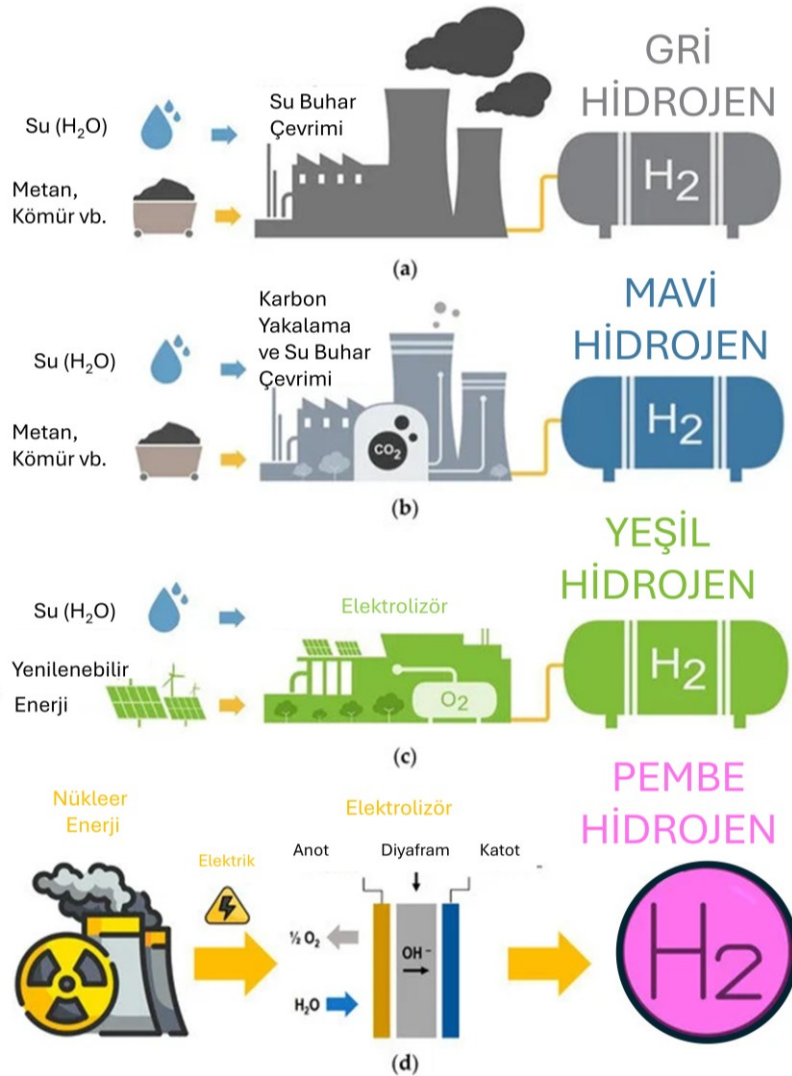 GRİ
HİDROJEN
Su Buhar
Çevrimi
Su (H₂O)
Metan,
Kömür vb.
H₂
(a)
MAVİ
HİDROJEN
Karbon
Yakalama
ve Su Buhar
Çevrimi
Su (H₂O)
Metan,
Kömür vb.
CO₂
H₂
(b)
YEŞİL
HİDROJEN
Su (H₂O)
Elektrolizör
Yenilenebilir
Enerji
O₂
H₂
(c)
PEMBE
HİDROJEN
Nükleer
Enerji
Elektrolizör
Anot
Diyafram
Katot
Elektrik
½ O₂
OH⁻
H₂O
H₂
(d)